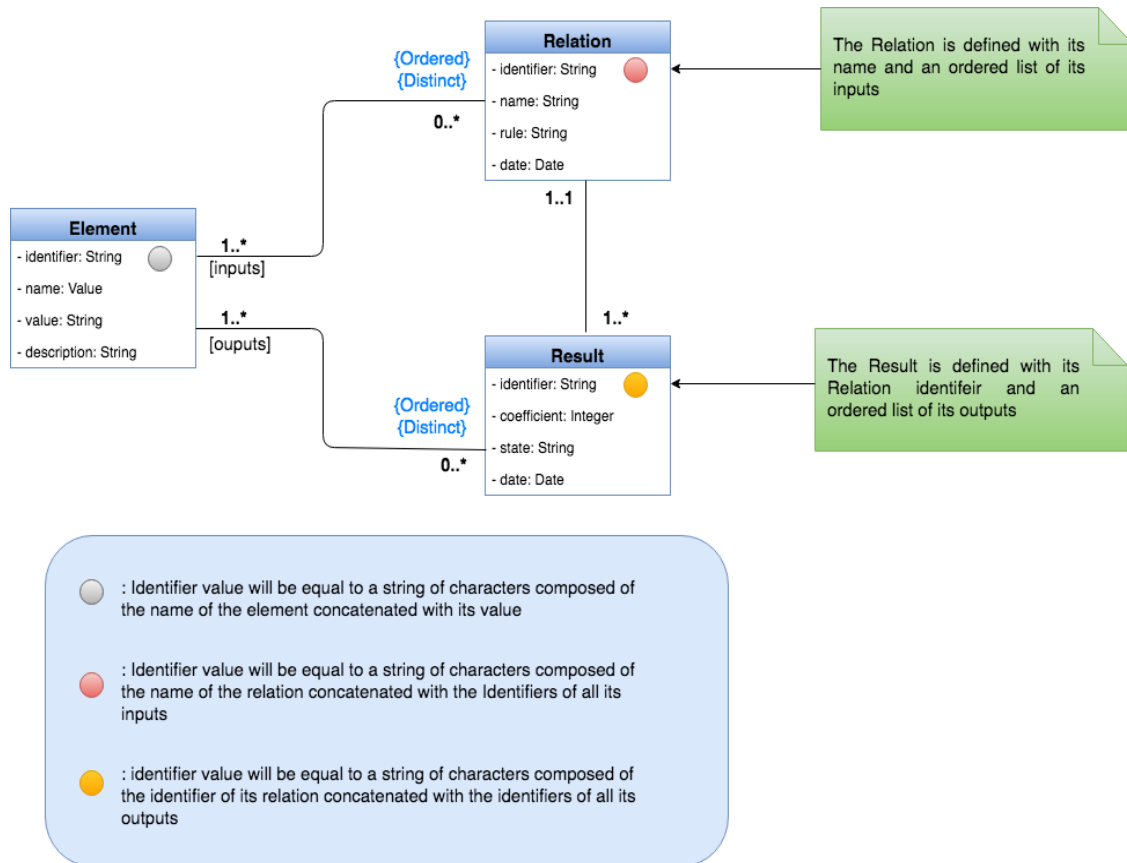 Relation
- identifier: String
- name: String
- rule: String
- date: Date
{Ordered}
{Distinct}
0..*
1..1
The Relation is defined with its
name and an ordered list of its
inputs
Element
- identifier: String
- name: Value
- value: String
- description: String
1..*
[inputs]
1..*
[ouputs]
1..*
Result
- identifier: String
- coefficient: Integer
- state: String
- date: Date
{Ordered}
{Distinct}
0..*
The Result is defined with its
Relation identifeir and an
ordered list of its outputs
: Identifier value will be equal to a string of characters composed of
the name of the element concatenated with its value
: Identifier value will be equal to a string of characters composed of
the name of the relation concatenated with the Identifiers of all its
inputs
: identifier value will be equal to a string of characters composed of
the identifier of its relation concatenated with the identifiers of all its
outputs